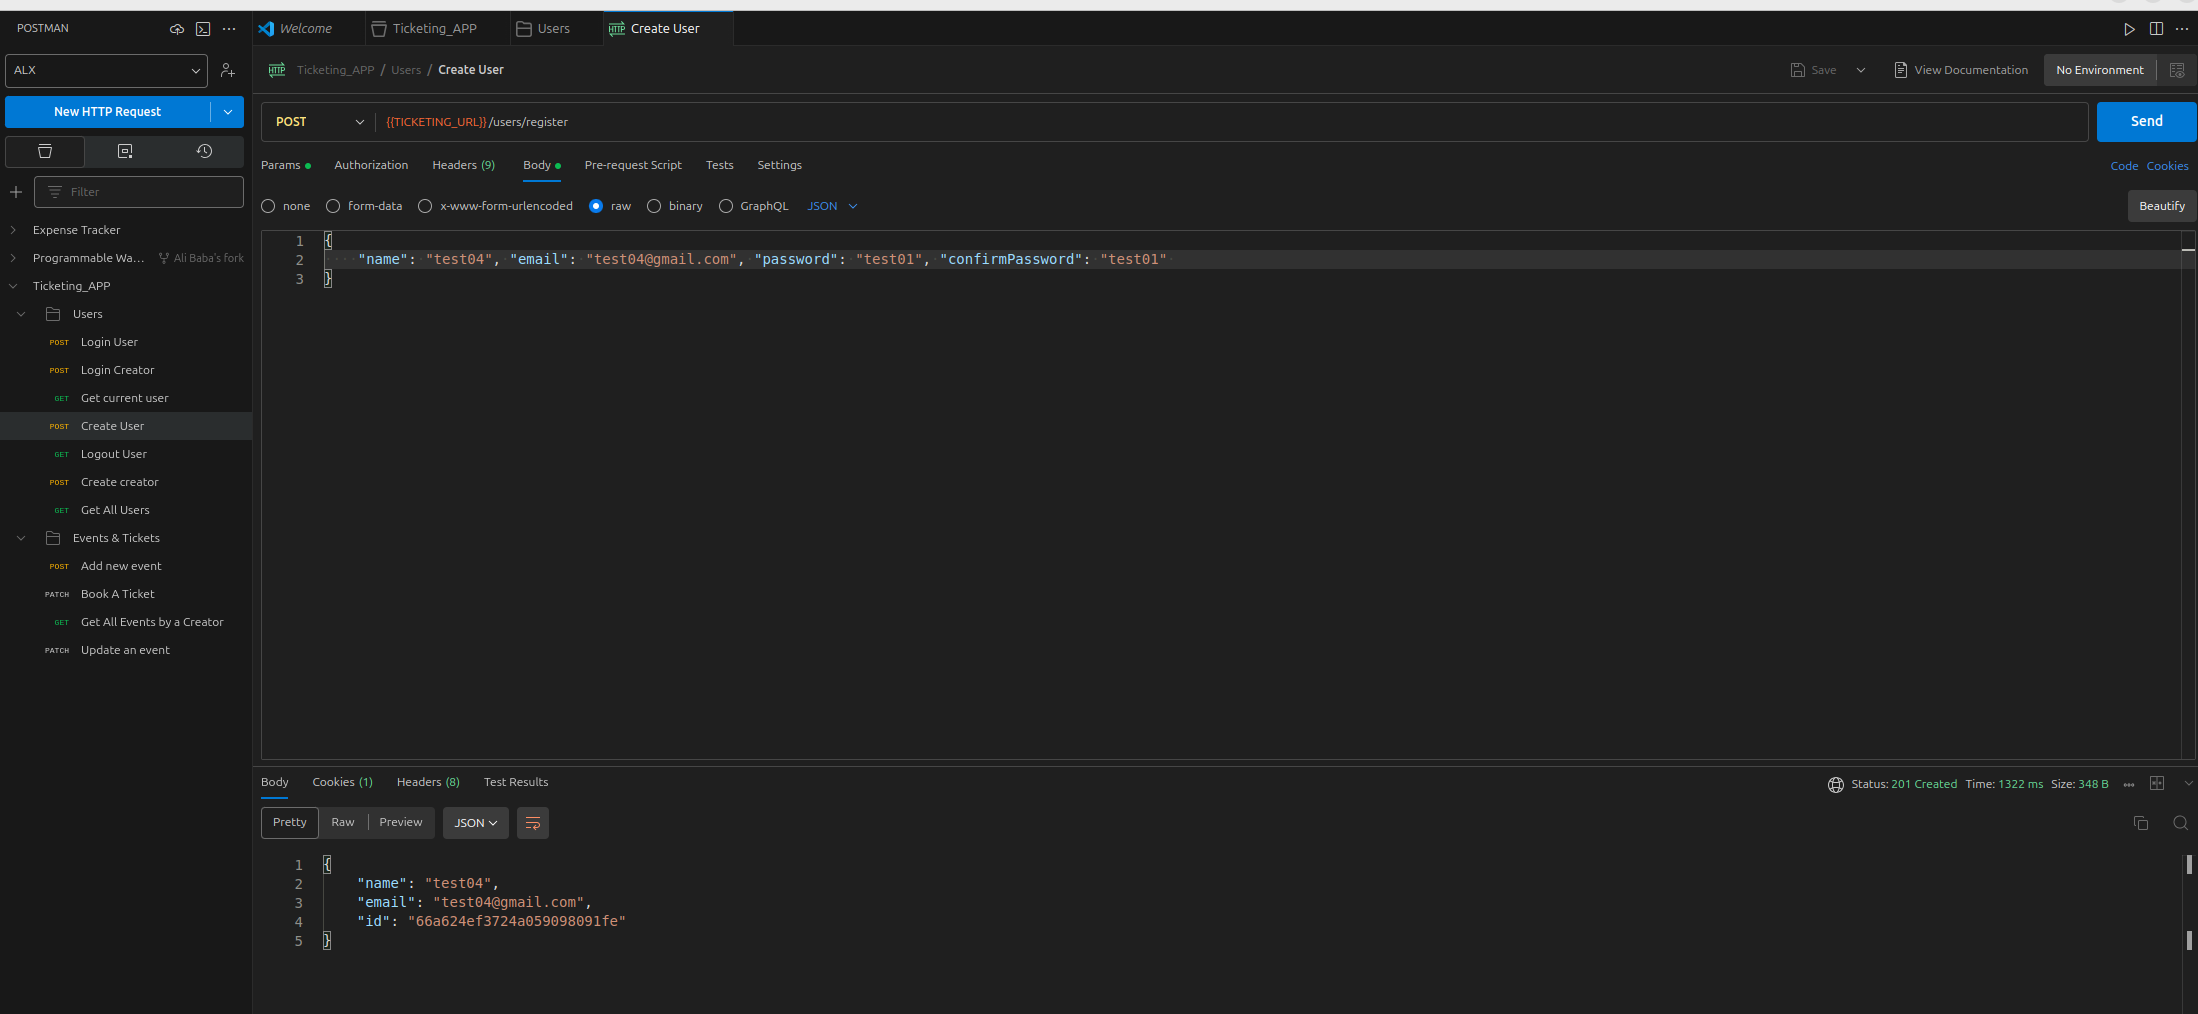 POSTMAN
Welcome
Ticketing_APP
Users
HTTP Create User
ALX
HTTP Ticketing_APP / Users / Create User
Save
View Documentation
No Environment
New HTTP Request
POST
{{TICKETING_URL}}/users/register
Send
Params
Authorization
Headers (9)
Body
Pre-request Script
Tests
Settings
Code
Cookies
Filter
none
form-data
x-www-form-urlencoded
raw
binary
GraphQL
JSON
Beautify
Expense Tracker
Programmable Wa...
Ali Baba's fork
Ticketing_APP
Users
POST Login User
POST Login Creator
GET Get current user
POST Create User
GET Logout User
POST Create creator
GET Get All Users
Events & Tickets
POST Add new event
PATCH Book A Ticket
GET Get All Events by a Creator
PATCH Update an event
1 {
2 "name": "test04", "email": "test04@gmail.com", "password": "test01", "confirmPassword": "test01"
3 }
Body
Cookies (1)
Headers (8)
Test Results
Status: 201 Created Time: 1322 ms Size: 348 B
Pretty
Raw
Preview
JSON
1 {
2 "name": "test04",
3 "email": "test04@gmail.com",
4 "id": "66a624ef3724a059098091fe"
5 }